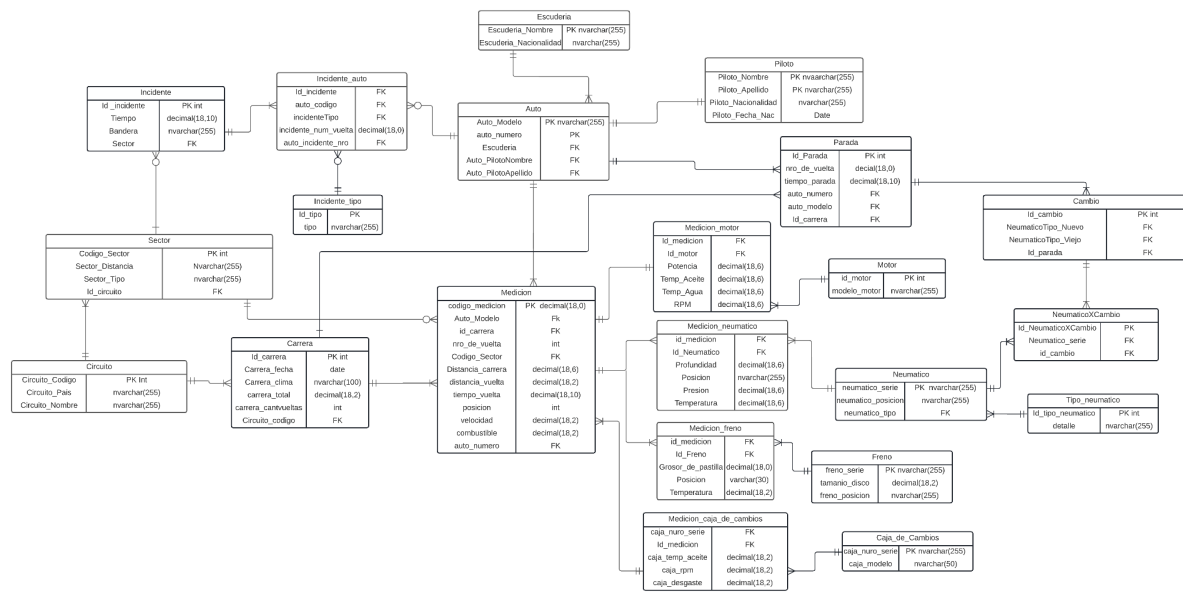 Escuderia
Escuderia_Nombre PK nvarchar(255)
Escuderia_Nacionalidad nvarchar(255)
Piloto
Piloto_Nombre PK nvaarchar(255)
Piloto_Apellido PK nvarchar(255)
Piloto_Nacionalidad nvarchar(255)
Piloto_Fecha_Nac Date
Incidente_auto
Id_incidente FK
auto_codigo FK
incidenteTipo FK
incidente_num_vuelta decimal(18,0)
auto_incidente_nro FK
Incidente
Id _incidente PK int
Tiempo decimal(18,10)
Bandera nvarchar(255)
Sector FK
Auto
Auto_Modelo PK nvarchar(255)
auto_numero PK
Escuderia FK
Auto_PilotoNombre FK
Auto_PilotoApellido FK
Parada
Id_Parada PK int
nro_de_vuelta decial(18,0)
tiempo_parada decimal(18,10)
auto_numero FK
auto_modelo FK
Id_carrera FK
Incidente_tipo
Id_tipo PK
tipo nvarchar(255)
Cambio
Id_cambio PK int
NeumaticoTipo_Nuevo FK
NeumaticoTipo_Viejo FK
Id_parada FK
Sector
Codigo_Sector PK int
Sector_Distancia Nvarchar(255)
Sector_Tipo nvarchar(255)
Id_circuito FK
Medicion_motor
Id_medicion FK
Id_motor FK
Potencia decimal(18,6)
Temp_Aceite decimal(18,6)
Temp_Agua decimal(18,6)
RPM decimal(18,6)
Motor
id_motor PK int
modelo_motor nvarchar(255)
Medicion
codigo_medicion PK decimal(18,0)
Auto_Modelo Fk
id_carrera FK
nro_de_vuelta int
Codigo_Sector FK
Distancia_carrera decimal(18,6)
distancia_vuelta decimal(18,2)
tiempo_vuelta decimal(18,10)
posicion int
velocidad decimal(18,2)
combustible decimal(18,2)
auto_numero FK
NeumaticoXCambio
Id_NeumaticoXCambio PK
Neumatico_serie FK
id_cambio FK
Medicion_neumatico
id_medicion FK
Id_Neumatico FK
Profundidad decimal(18,6)
Posicion nvarchar(255)
Presion decimal(18,6)
Temperatura decimal(18,6)
Carrera
Id_carrera PK int
Carrera_fecha date
Carrera_clima nvarchar(100)
carrera_total decimal(18,2)
carrera_cantvueltas int
Circuito_codigo FK
Circuito
Circuito_Codigo PK Int
Circuito_Pais nvarchar(255)
Circuito_Nombre nvarchar(255)
Neumatico
neumatico_serie PK nvarchar(255)
neumatico_posicion nvarchar(255)
neumatico_tipo FK
Tipo_neumatico
Id_tipo_neumatico PK int
detalle nvarchar(255)
Medicion_freno
id_medicion FK
Id_Freno FK
Grosor_de_pastilla decimal(18,0)
Posicion varchar(30)
Temperatura decimal(18,2)
Freno
freno_serie PK nvarchar(255)
tamanio_disco decimal(18,2)
freno_posicion nvarchar(255)
Medicion_caja_de_cambios
caja_nuro_serie FK
Id_medicion FK
caja_temp_aceite decimal(18,2)
caja_rpm decimal(18,2)
caja_desgaste decimal(18,2)
Caja_de_Cambios
caja_nuro_serie PK nvarchar(255)
caja_modelo nvarchar(50)